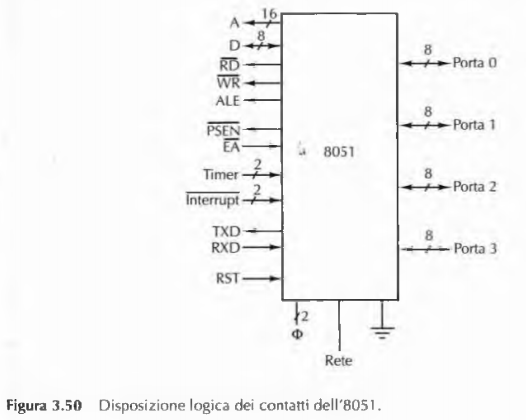 A 16
D 8
RD
WR
ALE
PSEN
EA
Timer 2
Interrupt 2
TXD
RXD
RST
8051
8 Porta 0
8 Porta 1
8 Porta 2
8 Porta 3
2
Φ
Rete
Figura 3.50 Disposizione logica dei contatti dell'8051.